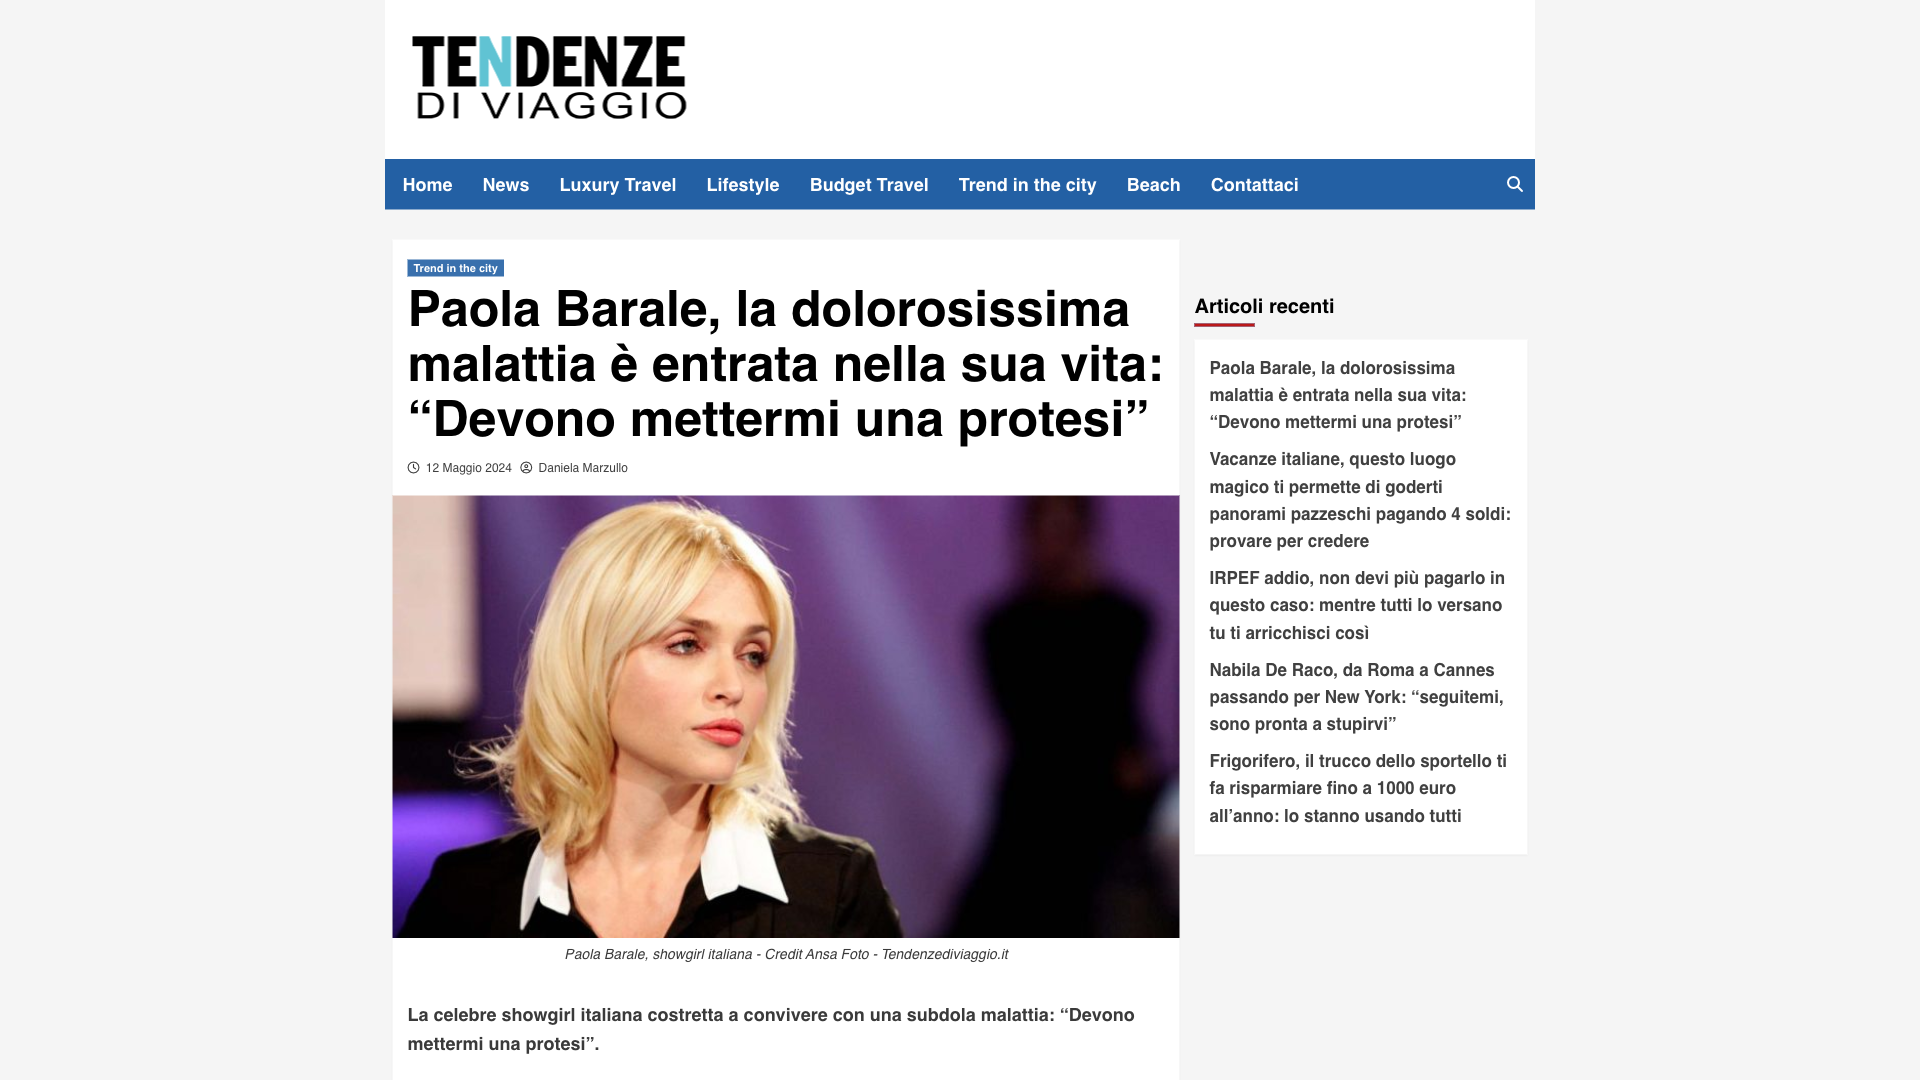 TENDENZE
DI VIAGGIO
Home News Luxury Travel Lifestyle Budget Travel Trend in the city Beach Contattaci
Trend in the city
Paola Barale, la dolorosissima
malattia è entrata nella sua vita:
“Devono mettermi una protesi”
12 Maggio 2024 Daniela Marzullo
Paola Barale, showgirl italiana - Credit Ansa Foto - Tendenzediviaggio.it
La celebre showgirl italiana costretta a convivere con una subdola malattia: “Devono
mettermi una protesi”.
Articoli recenti
Paola Barale, la dolorosissima
malattia è entrata nella sua vita:
“Devono mettermi una protesi”
Vacanze italiane, questo luogo
magico ti permette di goderti
panorami pazzeschi pagando 4 soldi:
provare per credere
IRPEF addio, non devi più pagarlo in
questo caso: mentre tutti lo versano
tu ti arricchisci così
Nabila De Raco, da Roma a Cannes
passando per New York: “seguitemi,
sono pronta a stupirvi”
Frigorifero, il trucco dello sportello ti
fa risparmiare fino a 1000 euro
all’anno: lo stanno usando tutti